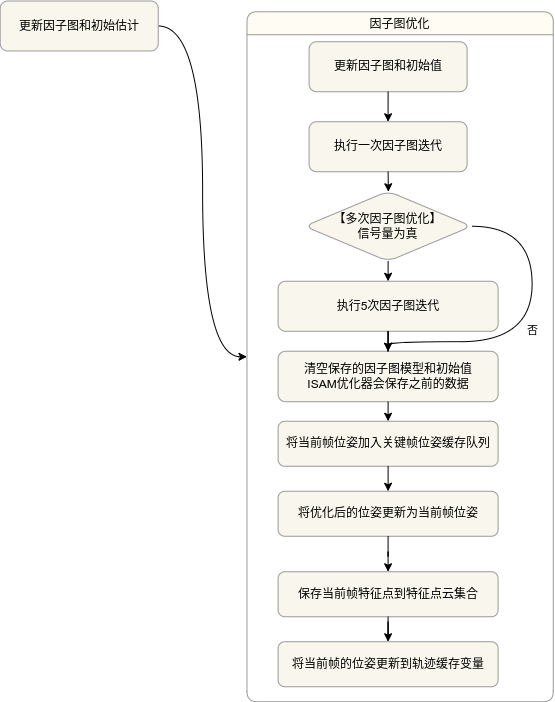 更新因子图和初始估计
因子图优化
更新因子图和初始值
执行一次因子图迭代
【多次因子图优化】
信号量为真
执行5次因子图迭代
否
清空保存的因子图模型和初始值
ISAM优化器会保存之前的数据
将当前帧位姿加入关键帧位姿缓存队列
将优化后的位姿更新为当前帧位姿
保存当前帧特征点到特征点云集合
将当前帧的位姿更新到轨迹缓存变量